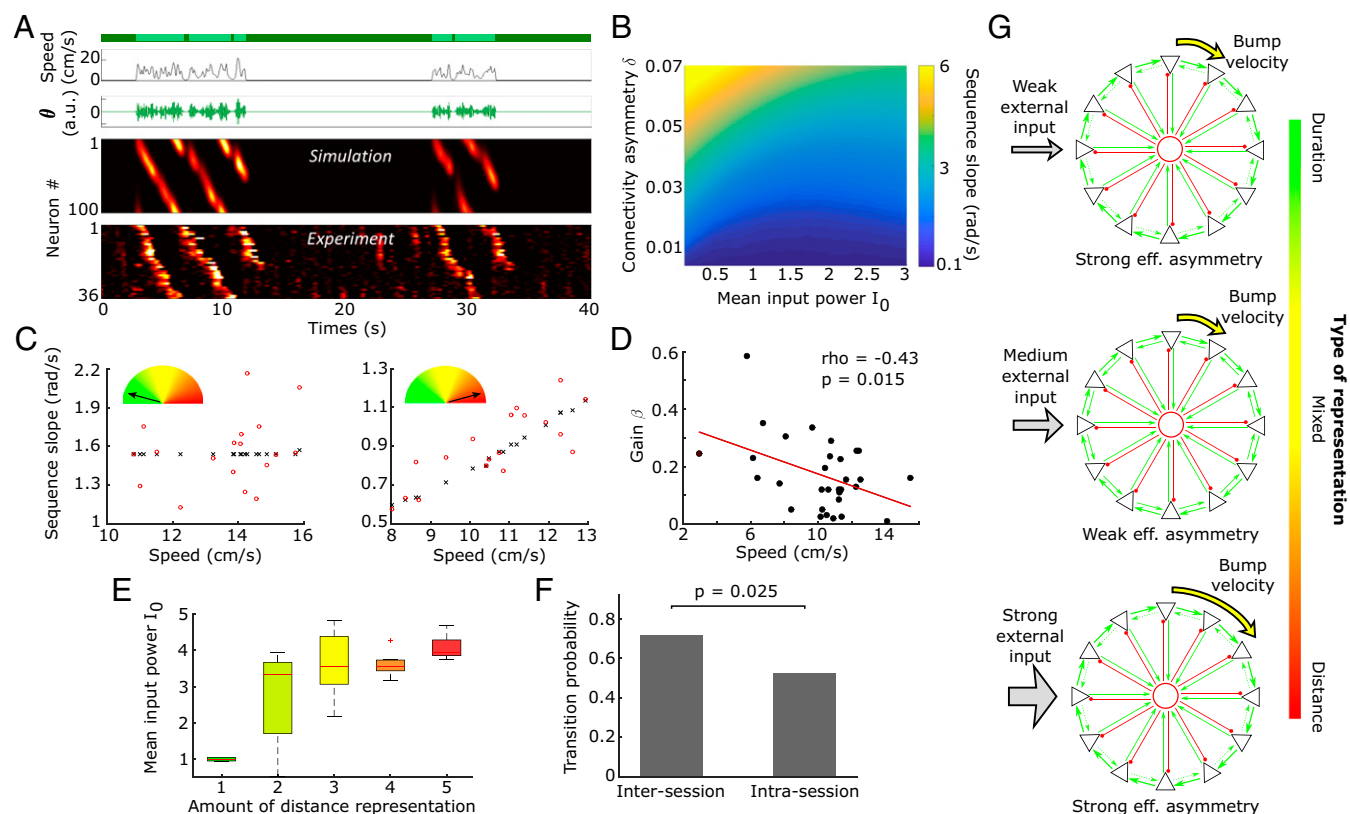 A
Speed
(cm/s)
20
0
θ
(a.u.)
0
Neuron #
1
100
Simulation
1
36
Experiment
0
10
20
30
40
Times (s)
B
Connectivity asymmetry δ
0.07
0.05
0.03
0.01
0.5
1
1.5
2
2.5
3
Mean input power I0
6
3
0.1
Sequence slope (rad/s)
C
Sequence slope (rad/s)
2.2
1.9
1.6
1.3
1
10
12
14
16
Speed (cm/s)
1.3
1.1
0.9
0.7
0.5
8
9
10
11
12
13
Speed (cm/s)
D
rho = -0.43
p = 0.015
Gain β
0.6
0.4
0.2
0
2
6
10
14
Speed (cm/s)
E
Mean input power I0
5
4
3
2
1
1
2
3
4
5
Amount of distance representation
F
p = 0.025
Transition probability
0.8
0.6
0.4
0.2
0
Inter-session
Intra-session
G
Bump
velocity
Weak
external
input
Strong eff. asymmetry
Bump
velocity
Medium
external
input
Weak eff. asymmetry
Bump
velocity
Strong
external
input
Strong eff. asymmetry
Duration
Mixed
Distance
Type of representation